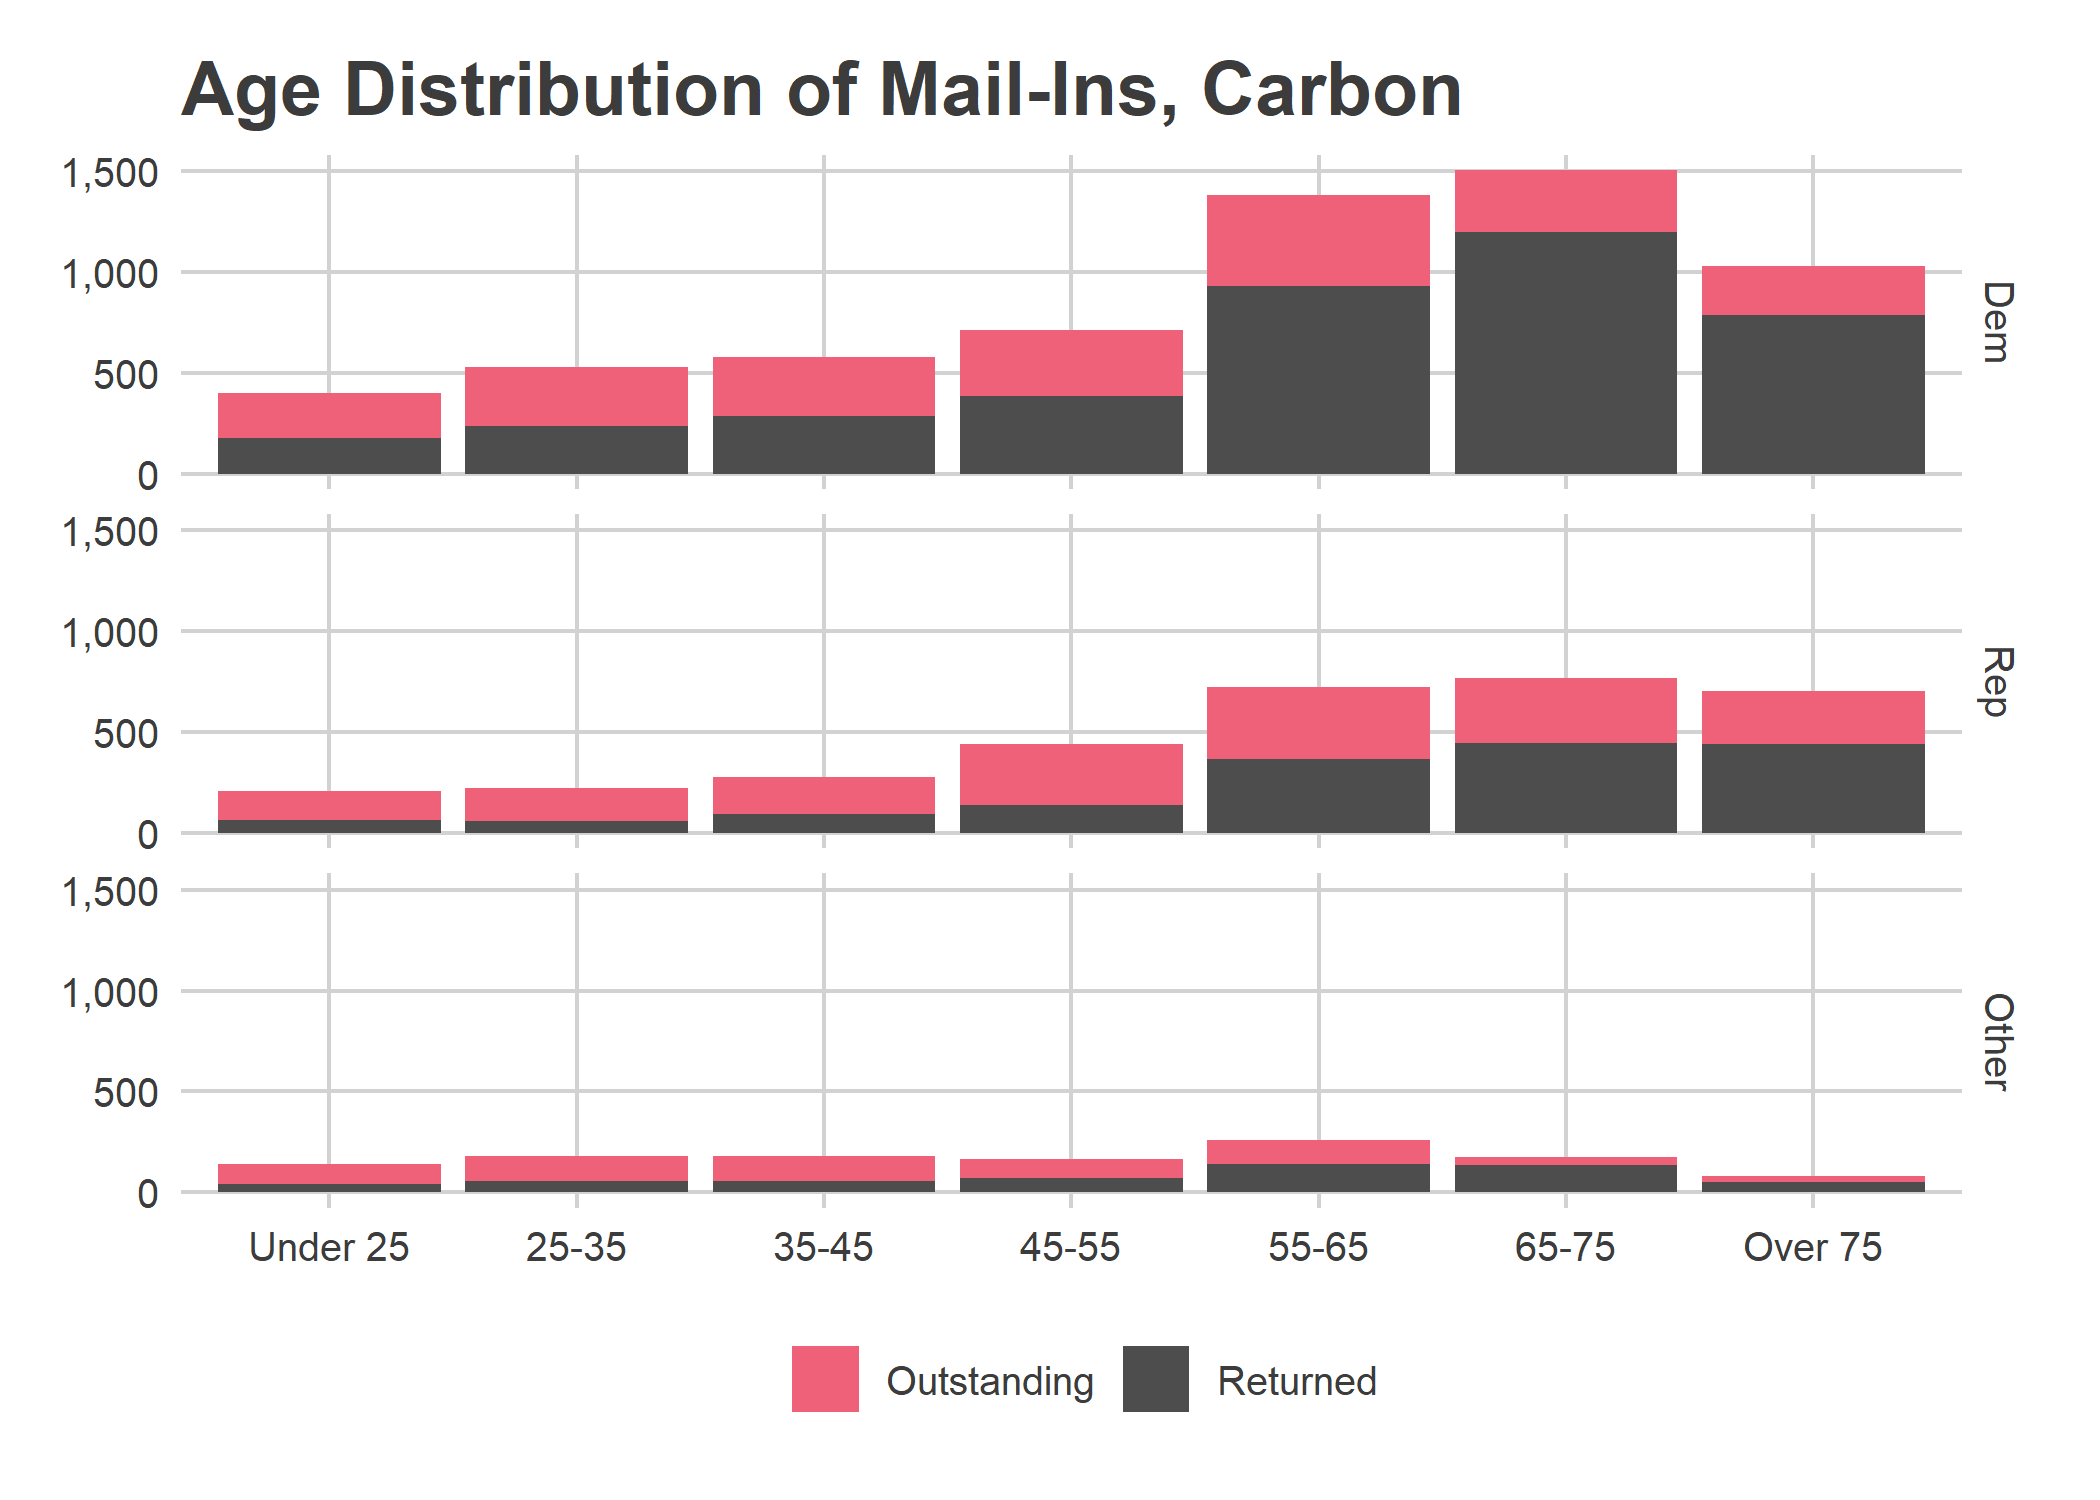 Age Distribution of Mail-Ins, Carbon
1,500
1,000
500
0
Dem
1,500
1,000
500
0
Rep
1,500
1,000
500
0
Other
Under 25 25-35 35-45 45-55 55-65 65-75 Over 75
Outstanding Returned